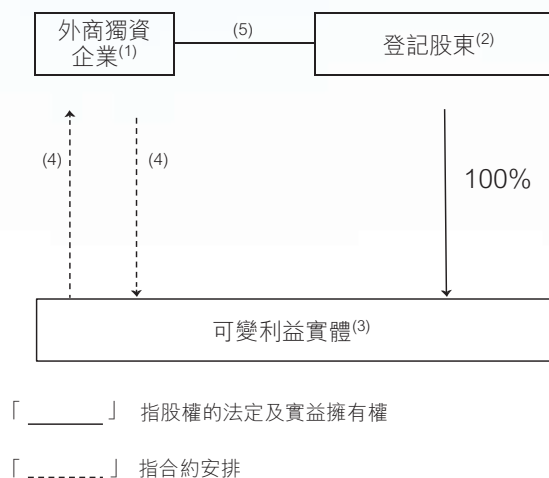 外商獨資
企業(1)
(5)
登記股東(2)
(4)
(4)
100%
可變利益實體(3)
「 」 指股權的法定及實益擁有權
「 」 指合約安排